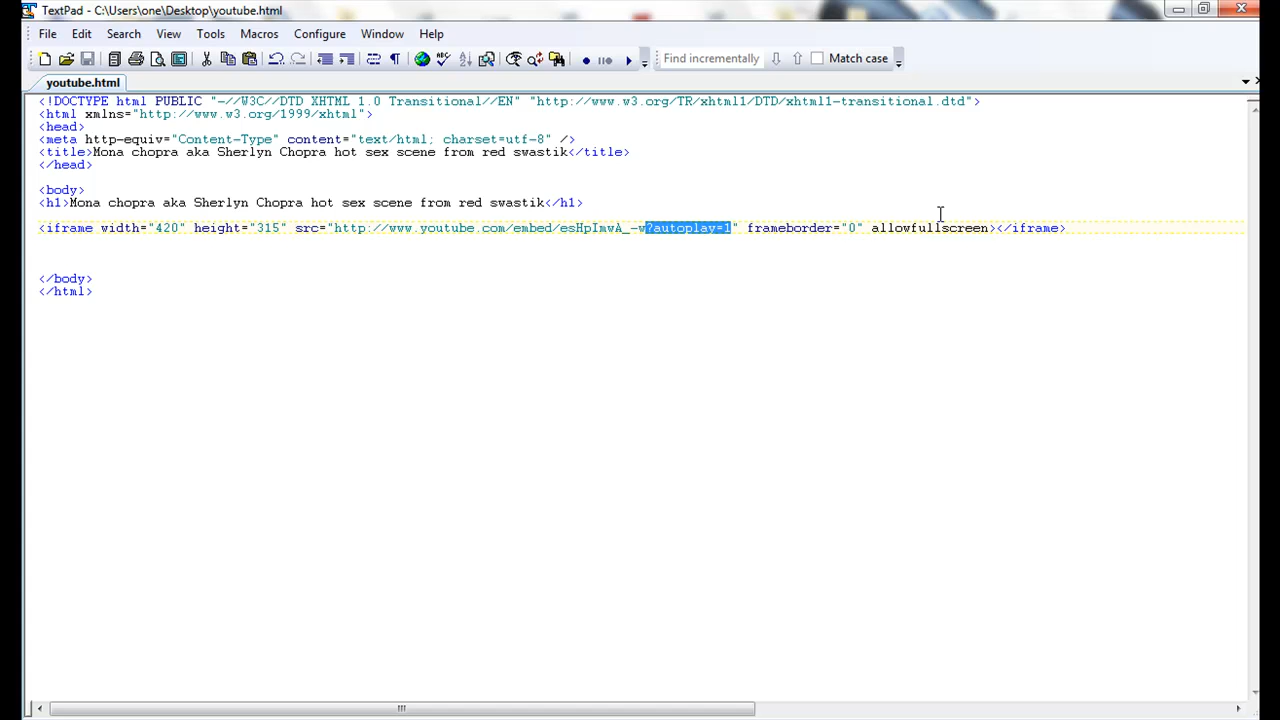 TextPad - C:\Users\one\Desktop\youtube.html
File Edit Search View Tools Macros Configure Window Help
Find incrementally Match case
youtube.html
<!DOCTYPE html PUBLIC "-//W3C//DTD XHTML 1.0 Transitional//EN" "http://www.w3.org/TR/xhtml1/DTD/xhtml1-transitional.dtd">
<html xmlns="http://www.w3.org/1999/xhtml">
<head>
<meta http-equiv="Content-Type" content="text/html; charset=utf-8" />
<title>Mona chopra aka Sherlyn Chopra hot sex scene from red swastik</title>
</head>
<body>
<h1>Mona chopra aka Sherlyn Chopra hot sex scene from red swastik</h1>
<iframe width="420" height="315" src="http://www.youtube.com/embed/esHpImwA_-w?autoplay=1" frameborder="0" allowfullscreen></iframe>
</body>
</html>